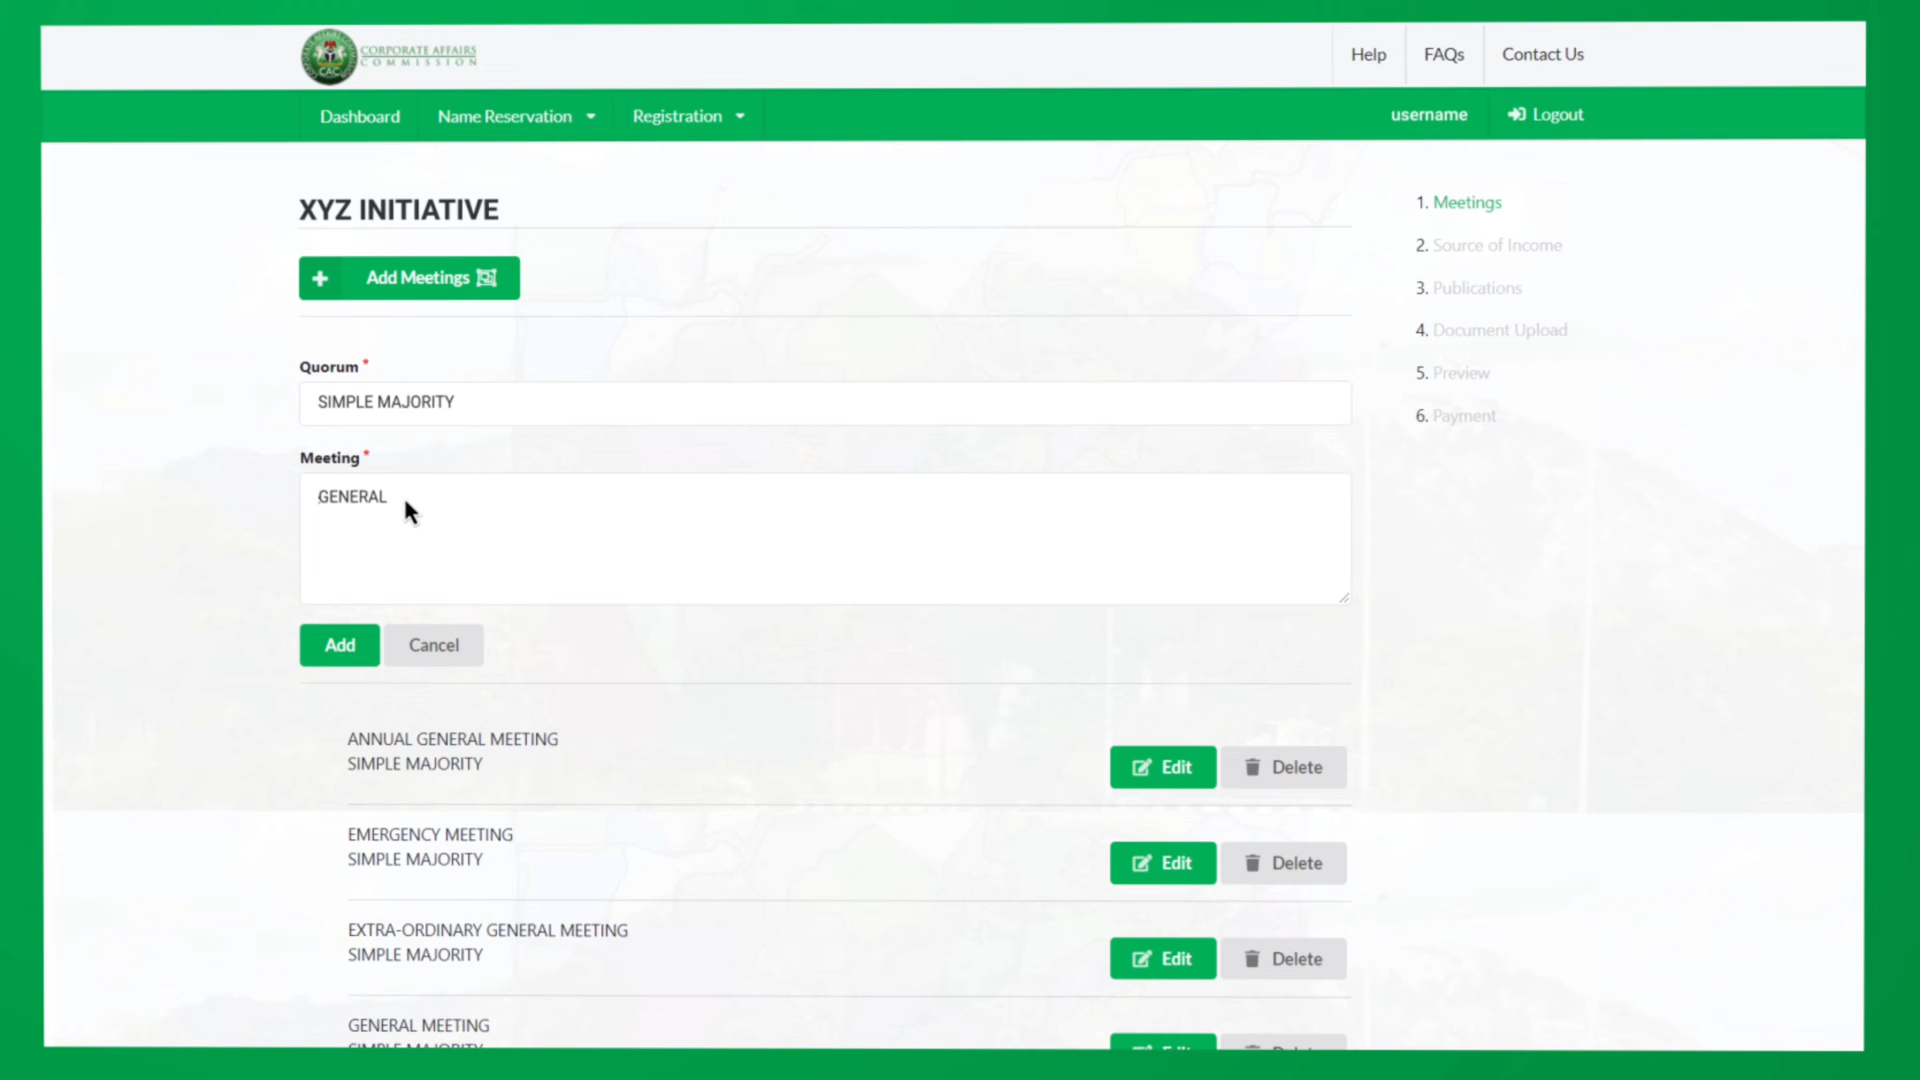 CORPORATE AFFAIRS
COMMISSION
CAC
Help
FAQs
Contact Us
Dashboard
Name Reservation
Registration
username
Logout
XYZ INITIATIVE
Add Meetings
Quorum *
SIMPLE MAJORITY
Meeting *
GENERAL
Add
Cancel
ANNUAL GENERAL MEETING
SIMPLE MAJORITY
Edit
Delete
EMERGENCY MEETING
SIMPLE MAJORITY
Edit
Delete
EXTRA-ORDINARY GENERAL MEETING
SIMPLE MAJORITY
Edit
Delete
GENERAL MEETING
SIMPLE MAJORITY
1. Meetings
2. Source of Income
3. Publications
4. Document Upload
5. Preview
6. Payment